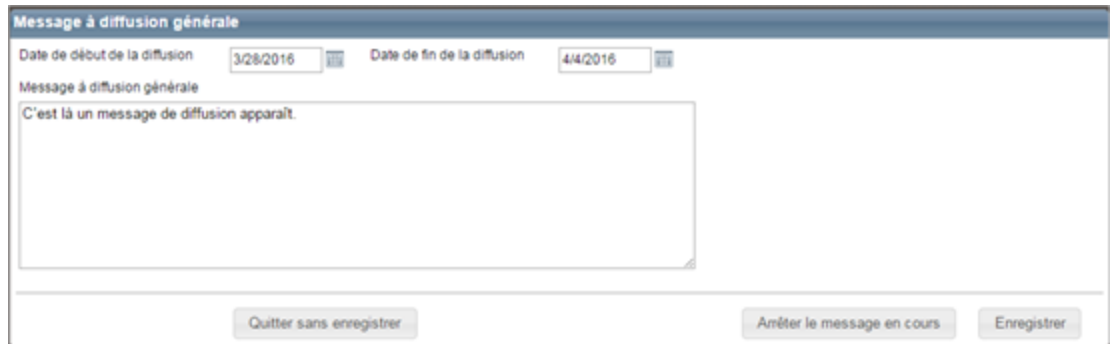 Message à diffusion générale
Date de début de la diffusion 3/28/2016 Date de fin de la diffusion 4/4/2016
Message à diffusion générale
C'est là un message de diffusion apparaît.
Quitter sans enregistrer Arrêter le message en cours Enregistrer